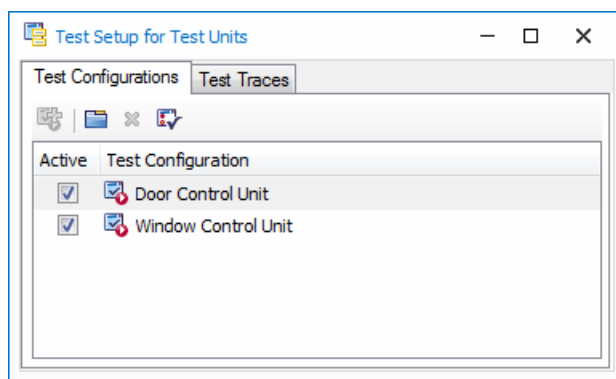 Test Setup for Test Units
Test Configurations Test Traces
Active Test Configuration
Door Control Unit
Window Control Unit